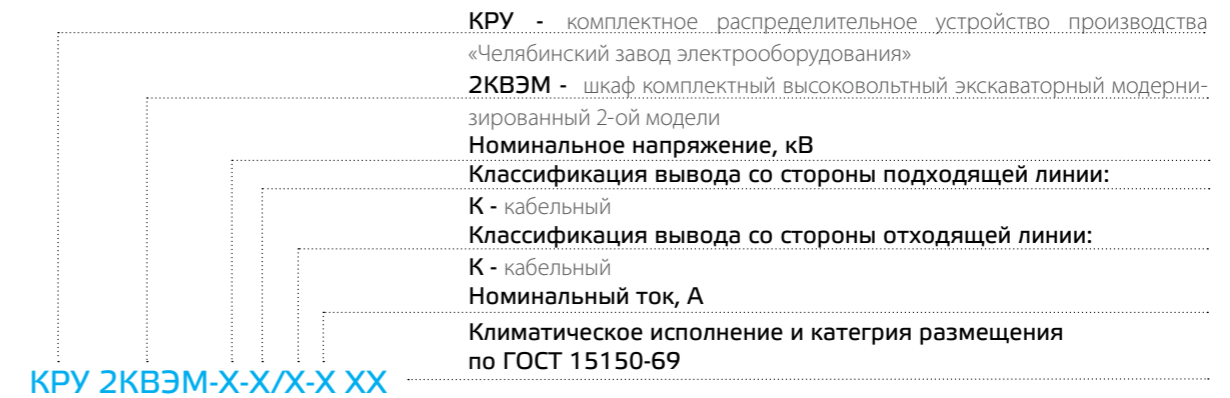 КРУ - комплектное распределительное устройство производства
«Челябинский завод электрооборудования»
2КВЭМ - шкаф комплектный высоковольтный экскаваторный модерни-
зированный 2-ой модели
Номинальное напряжение, кВ
Классификация вывода со стороны подходящей линии:
К - кабельный
Классификация вывода со стороны отходящей линии:
К - кабельный
Номинальный ток, А
Климатическое исполнение и категрия размещения
по ГОСТ 15150-69
КРУ 2КВЭМ-Х-Х/Х-Х ХХ